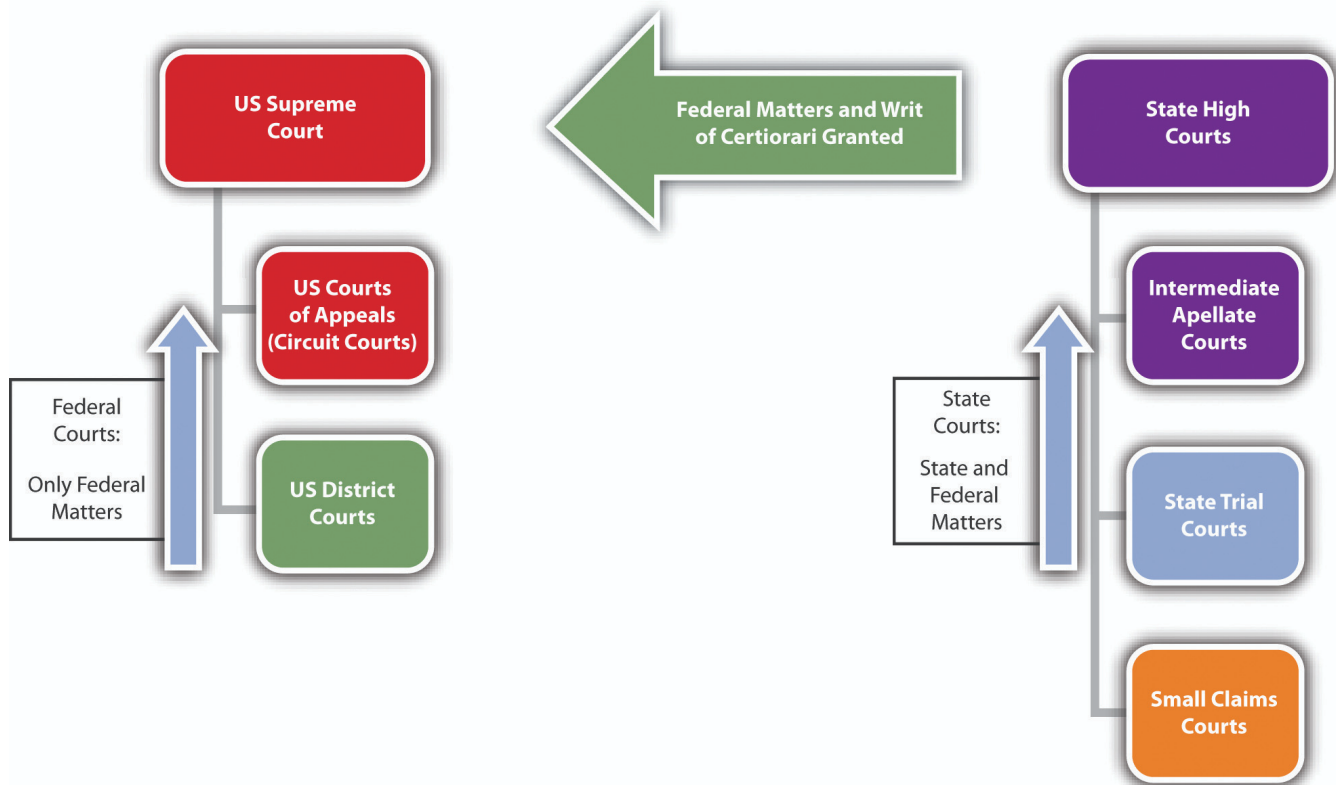 US Supreme
Court
Federal Matters and Writ
of Certiorari Granted
State High
Courts
US Courts
of Appeals
(Circuit Courts)
Intermediate
Apellate
Courts
Federal
Courts:
Only Federal
Matters
State
Courts:
State and
Federal
Matters
US District
Courts
State Trial
Courts
Small Claims
Courts